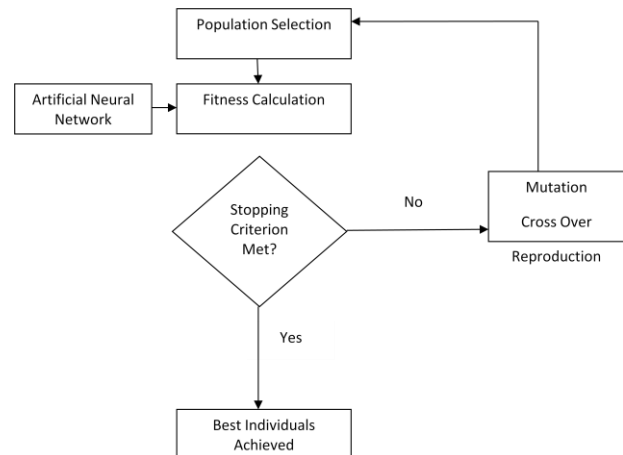 Population Selection
Artificial Neural
Network
Fitness Calculation
Stopping
Criterion
Met?
No
Mutation
Cross Over
Reproduction
Yes
Best Individuals
Achieved